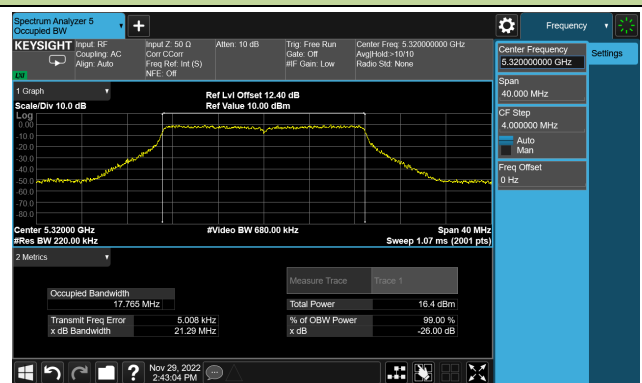 Spectrum Analyzer 5
Occupied BW
Frequency
KEYSIGHT
Input: RF
Coupling: AC
Align: Auto
Input Z: 50 Ω
Corr CCorr
Freq Ref: Int (S)
NFE: Off
Atten: 10 dB
Trig: Free Run
Gate: Off
#IF Gain: Low
Center Freq: 5.320000000 GHz
Avg|Hold:>10/10
Radio Std: None
LXI
Center Frequency
5.320000000 GHz
Settings
Span
40.000 MHz
CF Step
4.000000 MHz
Auto
Man
Freq Offset
0 Hz
1 Graph
Scale/Div 10.0 dB
Ref Lvl Offset 12.40 dB
Ref Value 10.00 dBm
Log
0.00
-10.0
-20.0
-30.0
-40.0
-50.0
-60.0
-70.0
-80.0
Center 5.32000 GHz
#Res BW 220.00 kHz
#Video BW 680.00 kHz
Span 40 MHz
Sweep 1.07 ms (2001 pts)
2 Metrics
Measure Trace
Trace 1
Occupied Bandwidth
17.765 MHz
Total Power
16.4 dBm
Transmit Freq Error
5.008 kHz
% of OBW Power
99.00 %
x dB Bandwidth
21.29 MHz
x dB
-26.00 dB
Nov 29, 2022
2:43:04 PM